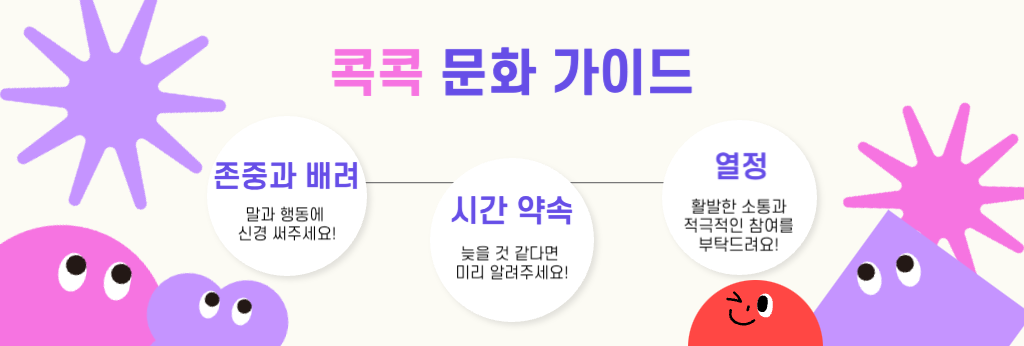 콕콕 문화 가이드
존중과 배려
말과 행동에
신경 써주세요!
시간 약속
늦을 것 같다면
미리 알려주세요!
열정
활발한 소통과
적극적인 참여를
부탁드려요!